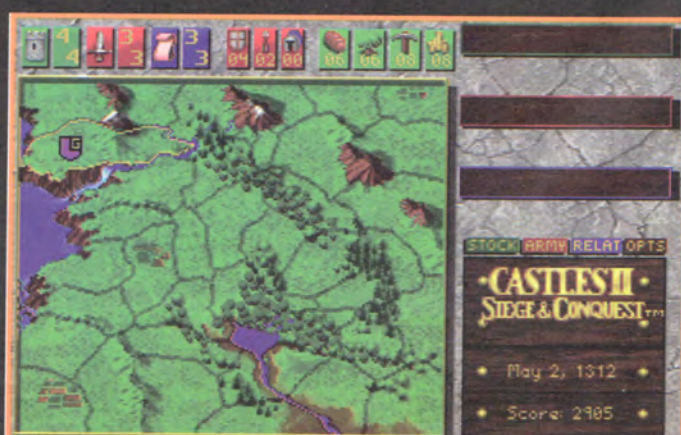 4 3 3
4 3 3
04 02 00 06 06 08 08
G
STOCK ARMY RELAT OPTS
CASTLES II
SIEGE & CONQUEST™
May 2, 1312
Score: 2905